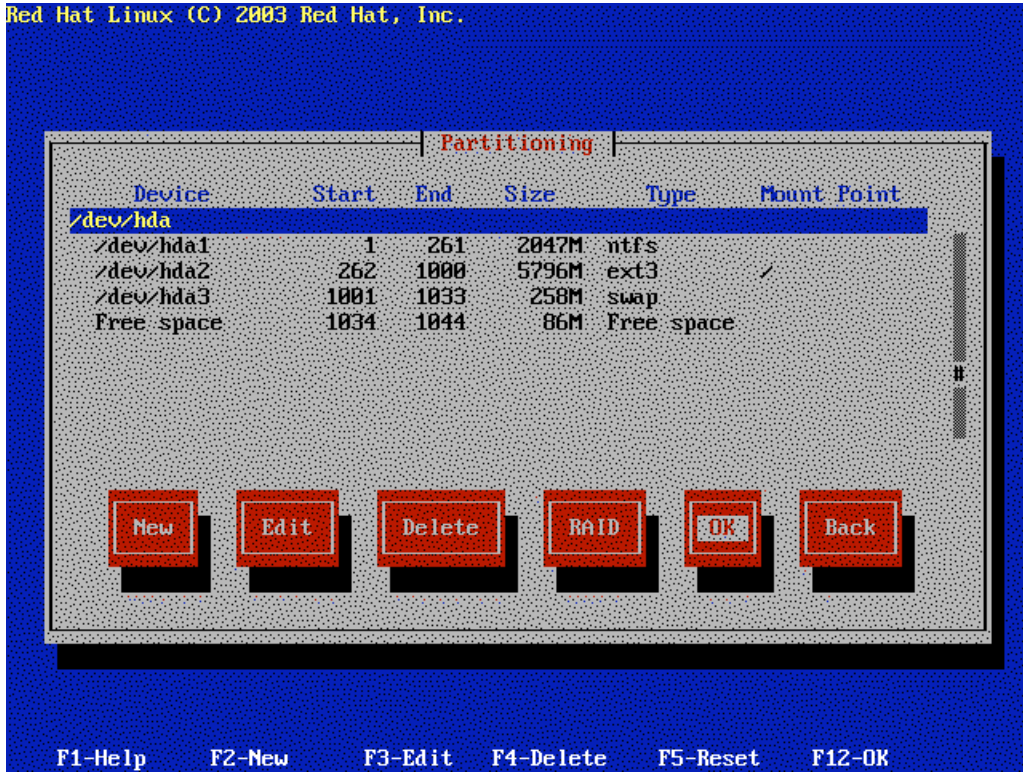 Red Hat Linux (C) 2003 Red Hat, Inc.
Partitioning
Device Start End Size Type Mount Point
/dev/hda
/dev/hda1 1 261 2047M ntfs
/dev/hda2 262 1000 5796M ext3 /
/dev/hda3 1001 1033 258M swap
Free space 1034 1044 86M Free space
#
New Edit Delete RAID OK Back
F1-Help F2-New F3-Edit F4-Delete F5-Reset F12-OK